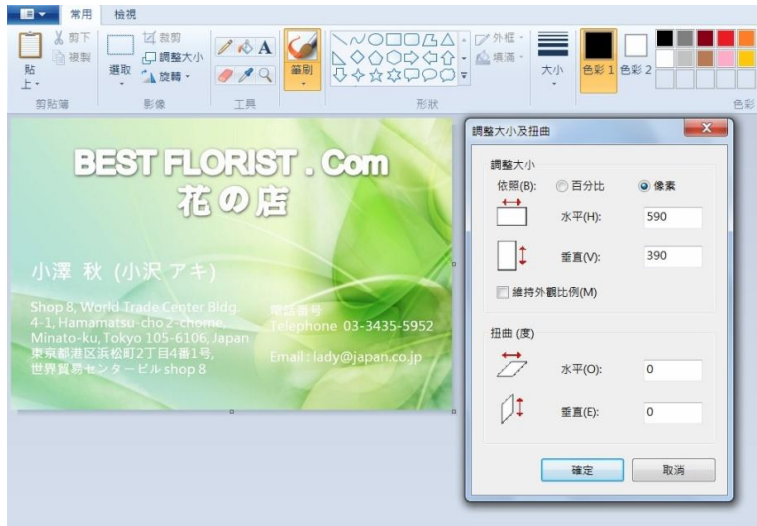 常用
檢視
剪下
複製
貼上
剪貼簿
選取
裁剪
調整大小
旋轉
影像
A
工具
筆刷
形狀
外框
填滿
大小
色彩 1
色彩 2
色彩
BEST FLORIST . Com
花の店
小澤 秋 (小沢 アキ)
Shop 8, World Trade Center Bldg.
4-1, Hamamatsu-cho 2-chome,
Minato-ku, Tokyo 105-6106, Japan
東京都港区浜松町2丁目4番1号,
世界貿易センタービル shop 8
電話番号
Telephone 03-3435-5952
Email : lady@japan.co.jp
調整大小及扭曲
調整大小
依照(B):
百分比
像素
水平(H):
590
垂直(V):
390
維持外觀比例(M)
扭曲 (度)
水平(O):
0
垂直(E):
0
確定
取消